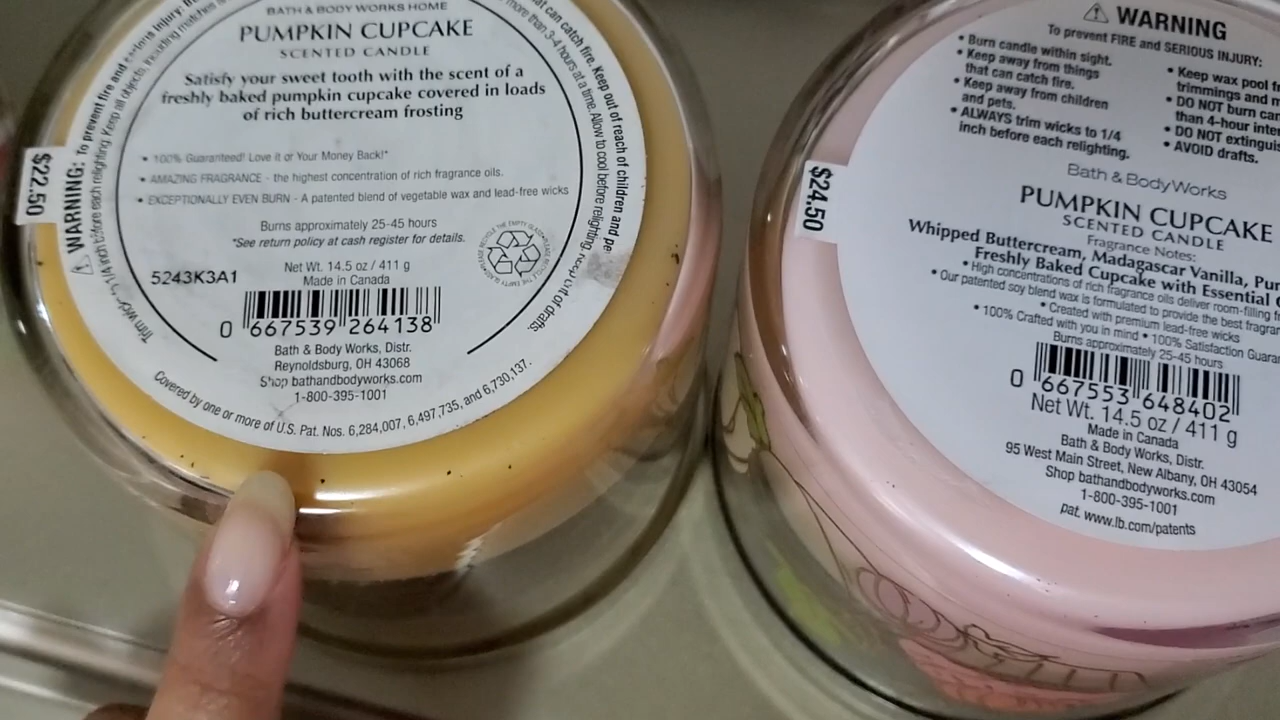 BATH & BODY WORKS HOME
PUMPKIN CUPCAKE
SCENTED CANDLE
Satisfy your sweet tooth with the scent of a
freshly baked pumpkin cupcake covered in loads
of rich buttercream frosting
• 100% Guaranteed! Love it or Your Money Back!*
• AMAZING FRAGRANCE - the highest concentration of rich fragrance oils.
• EXCEPTIONALLY EVEN BURN - A patented blend of vegetable wax and lead-free wicks
Burns approximately 25-45 hours
*See return policy at cash register for details.
Net Wt. 14.5 oz / 411 g
Made in Canada
5243K3A1
0 667539 264138
Bath & Body Works, Distr.
Reynoldsburg, OH 43068
Shop bathandbodyworks.com
1-800-395-1001
Covered by one or more of U.S. Pat. Nos. 6,284,007, 6,497,735, and 6,730,137.
$22.50
WARNING: To prevent fire and serious injury:
1/4 inch before each relighting. Keep all objects, including matches
that can catch fire. Keep out of reach of children and pe
more than 3-4 hours at a time. Allow to cool before relighting. Keep out of drafts.
Trim wick
$24.50
WARNING
To prevent FIRE and SERIOUS INJURY:
• Burn candle within sight.
• Keep away from things
that can catch fire.
• Keep away from children
and pets.
• ALWAYS trim wicks to 1/4
inch before each relighting.
• Keep wax pool f
trimmings and m
• DO NOT burn can
than 4-hour inte
• DO NOT extinguis
• AVOID drafts.
Bath & Body Works
PUMPKIN CUPCAKE
SCENTED CANDLE
Fragrance Notes:
Whipped Buttercream, Madagascar Vanilla, Pum
Freshly Baked Cupcake with Essential O
• High concentrations of rich fragrance oils deliver room-filling f
• Our patented soy blend wax is formulated to provide the best fragran
• Created with premium lead-free wicks
• 100% Crafted with you in mind • 100% Satisfaction Guara
Burns approximately 25-45 hours
0 667553 648402
Net Wt. 14.5 oz / 411 g
Made in Canada
Bath & Body Works, Distr.
95 West Main Street, New Albany, OH 43054
Shop bathandbodyworks.com
1-800-395-1001
pat. www.lb.com/patents